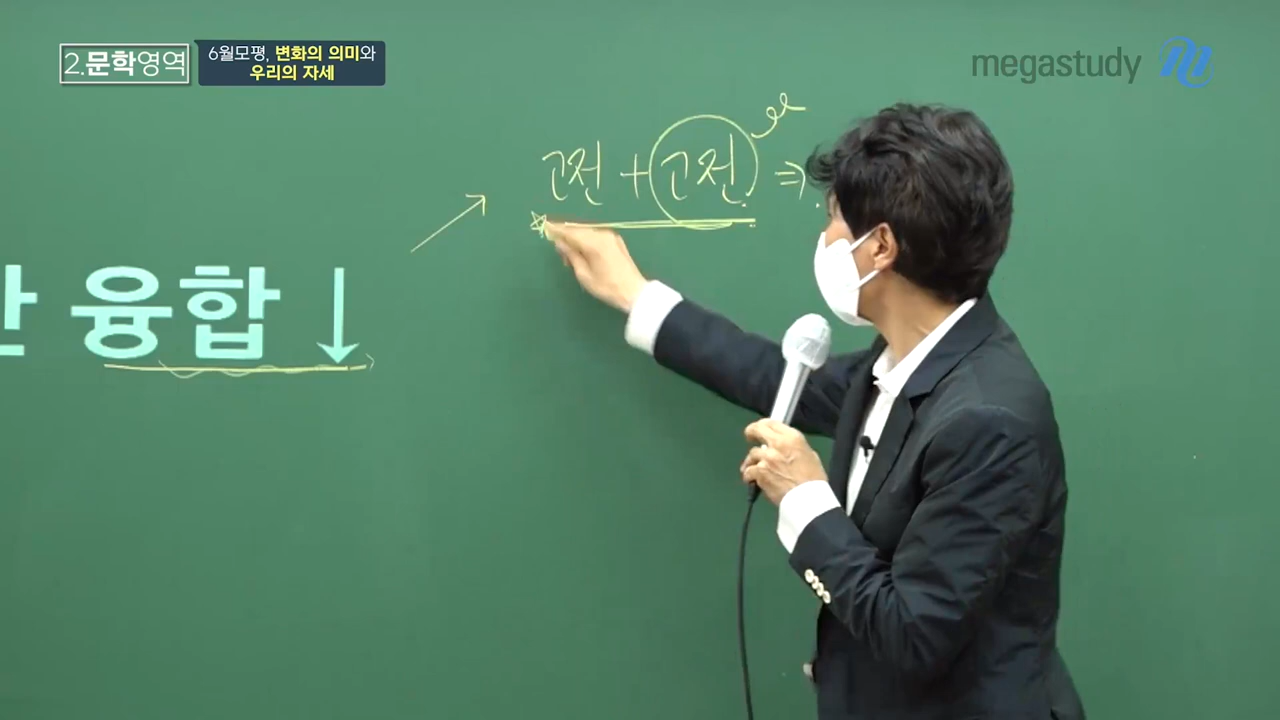 2.문학영역
6월모평, 변화의 의미와
우리의 자세
megastudy
고전 + 고전 ⇒
융합 ↓